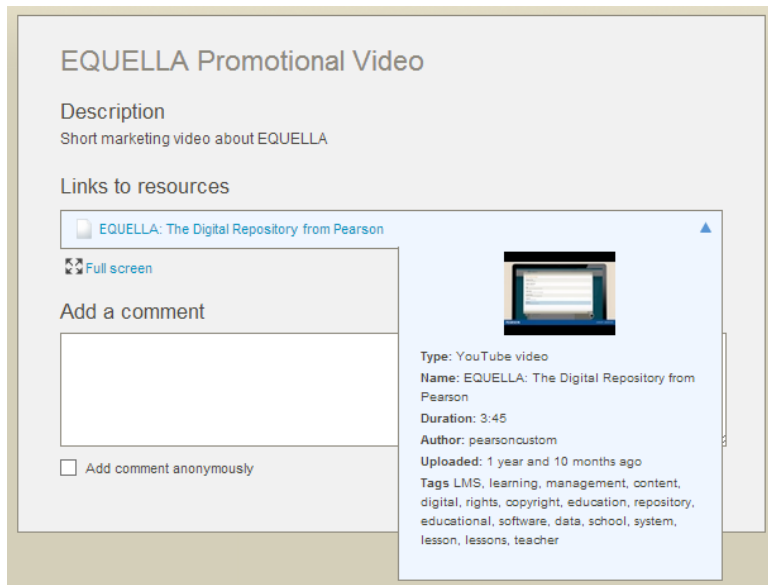 EQUELLA Promotional Video
Description
Short marketing video about EQUELLA
Links to resources
EQUELLA: The Digital Repository from Pearson
Full screen
Add a comment
Add comment anonymously
Type: YouTube video
Name: EQUELLA: The Digital Repository from
Pearson
Duration: 3:45
Author: pearsoncustom
Uploaded: 1 year and 10 months ago
Tags LMS, learning, management, content,
digital, rights, copyright, education, repository,
educational, software, data, school, system,
lesson, lessons, teacher